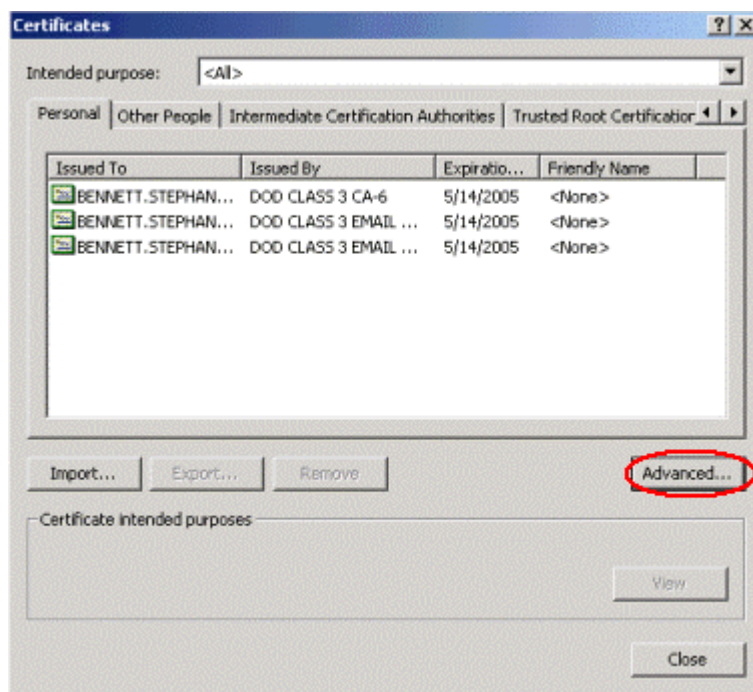 Certificates
Intended purpose: <All>
Personal Other People Intermediate Certification Authorities Trusted Root Certification
Issued To Issued By Expiratio... Friendly Name
BENNETT.STEPHAN... DOD CLASS 3 CA-6 5/14/2005 <None>
BENNETT.STEPHAN... DOD CLASS 3 EMAIL ... 5/14/2005 <None>
BENNETT.STEPHAN... DOD CLASS 3 EMAIL ... 5/14/2005 <None>
Import... Export... Remove Advanced...
Certificate intended purposes
View
Close